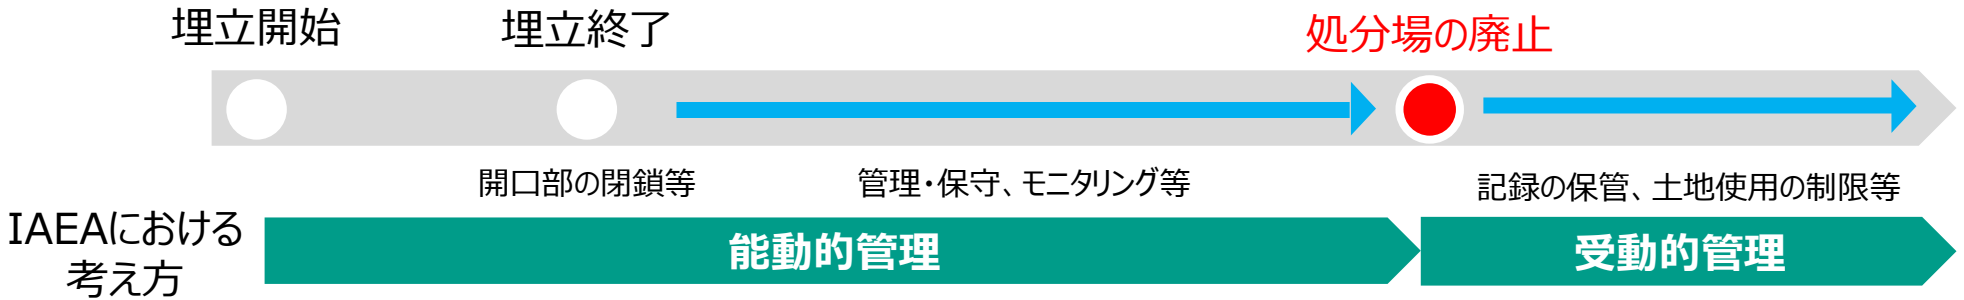 埋立開始
埋立終了
処分場の廃止
開口部の閉鎖等
管理・保守、モニタリング等
記録の保管、土地使用の制限等
IAEAにおける
考え方
能動的管理
受動的管理